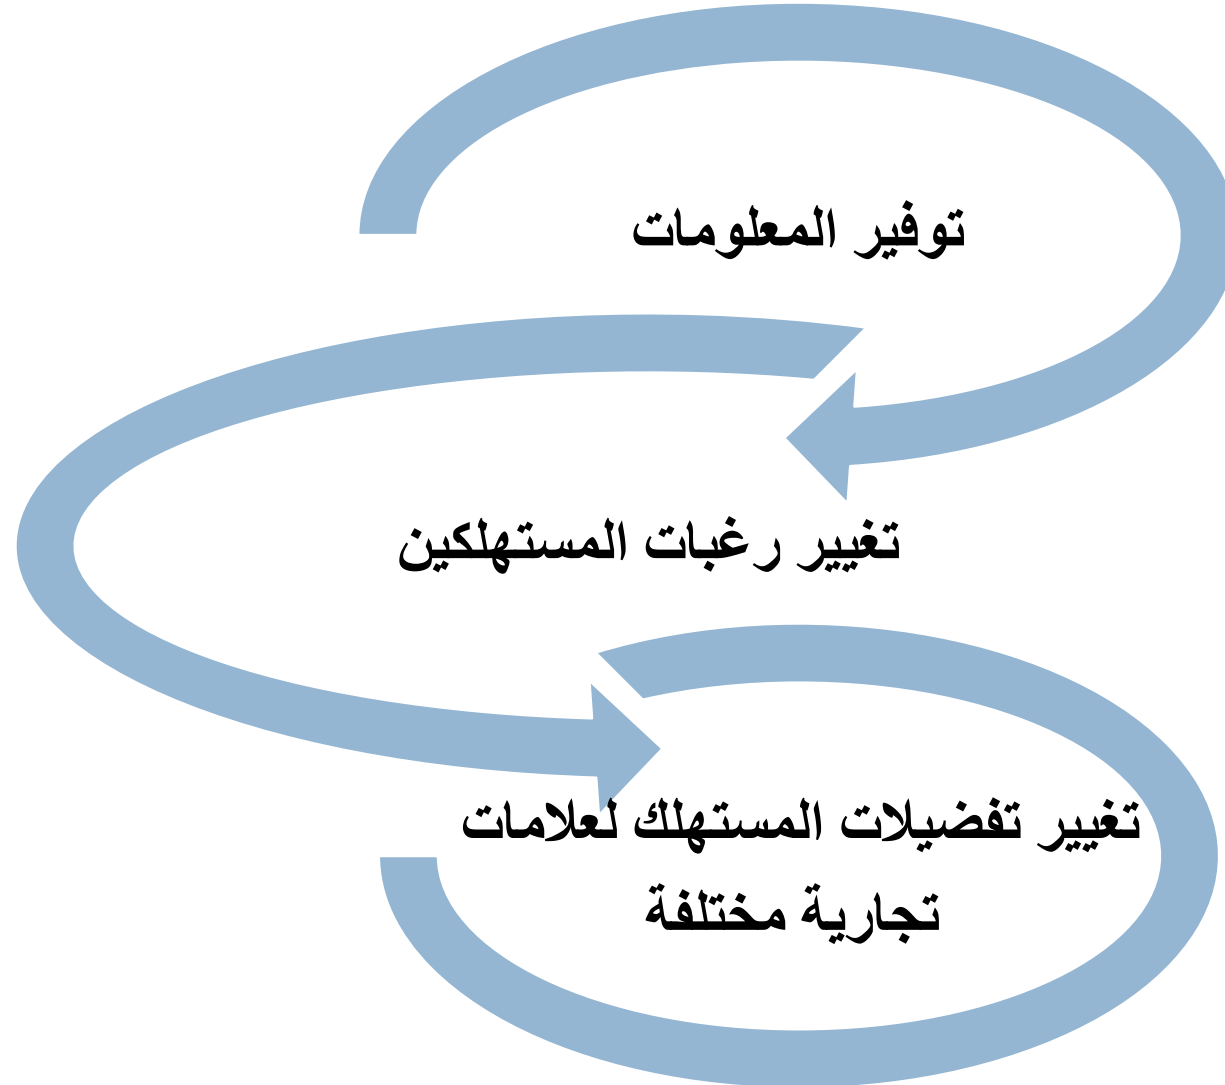 توفير المعلومات
تغيير رغبات المستهلكين
تغيير تفضيلات المستهلك لعلامات
تجارية مختلفة